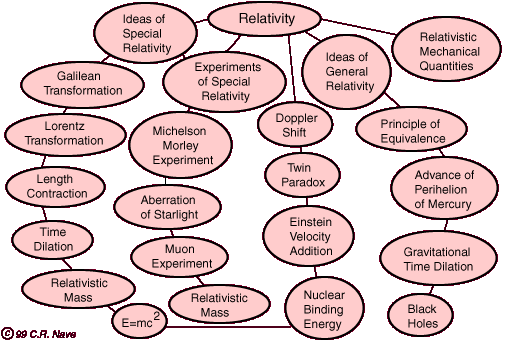 Relativity
Ideas of
Special
Relativity
Experiments
of Special
Relativity
Ideas of
General
Relativity
Relativistic
Mechanical
Quantities
Galilean
Transformation
Lorentz
Transformation
Length
Contraction
Time
Dilation
Relativistic
Mass
E=mc2
Michelson
Morley
Experiment
Aberration
of Starlight
Muon
Experiment
Relativistic
Mass
Doppler
Shift
Twin
Paradox
Einstein
Velocity
Addition
Nuclear
Binding
Energy
Principle of
Equivalence
Advance of
Perihelion
of Mercury
Gravitational
Time Dilation
Black
Holes
© 99 C.R. Nave